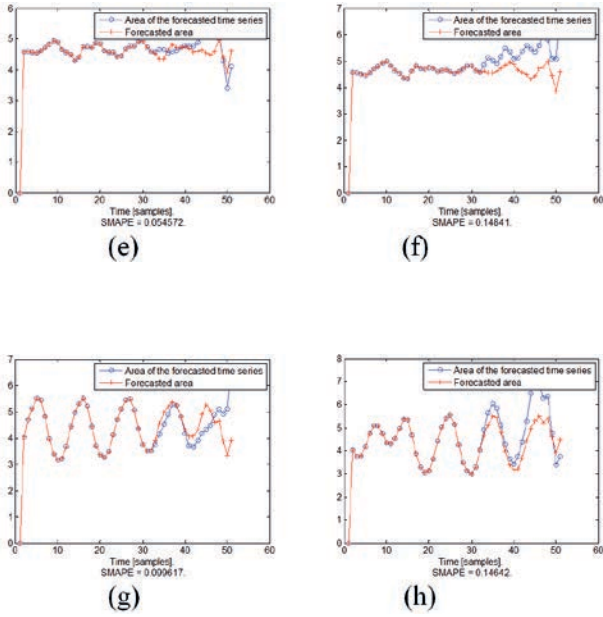 6
5
4
3
2
1
0
0 10 20 30 40 50 60
Area of the forecasted time series
Forecasted area
Time [samples].
SMAPE = 0.054572.
(e)
6
5
4
3
2
1
0
0 10 20 30 40 50 60
Area of the forecasted time series
Forecasted area
Time [samples].
SMAPE = 0.14841.
(f)
7
6
5
4
3
2
1
0
0 10 20 30 40 50 60
Area of the forecasted time series
Forecasted area
Time [samples].
SMAPE = 0.099617.
(g)
8
7
6
5
4
3
2
1
0
0 10 20 30 40 50 60
Area of the forecasted time series
Forecasted area
Time [samples].
SMAPE = 0.14642.
(h)